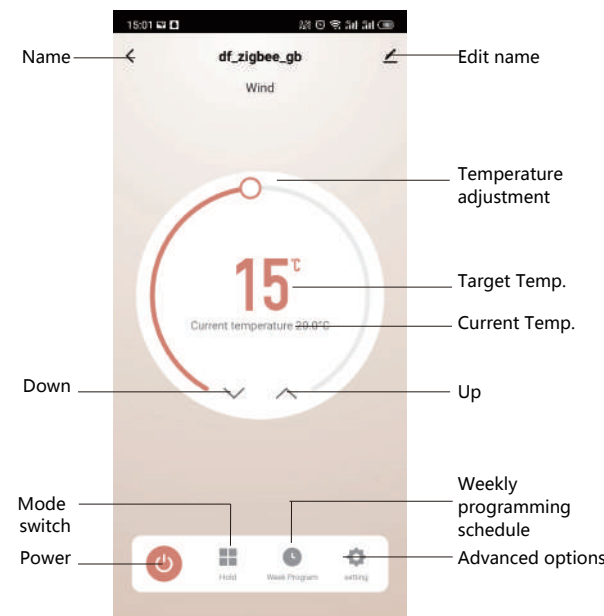 15:01
Name
df_zigbee_gb
Edit name
Wind
Temperature
adjustment
15℃
Target Temp.
Current temperature 20.0°C
Current Temp.
Down
Up
Mode
switch
Weekly
programming
schedule
Power
Advanced options
Hold
Week Program
setting